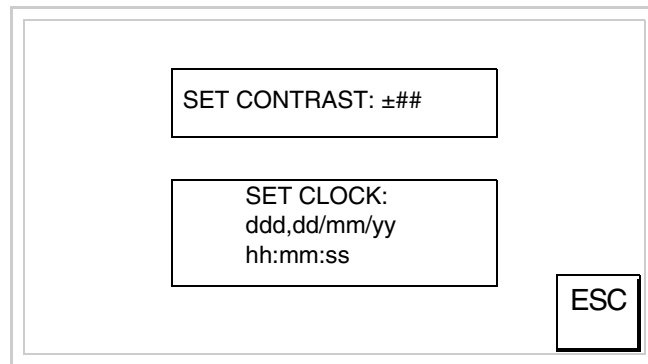 SET CONTRAST: ±##
SET CLOCK:
ddd,dd/mm/yy
hh:mm:ss
ESC